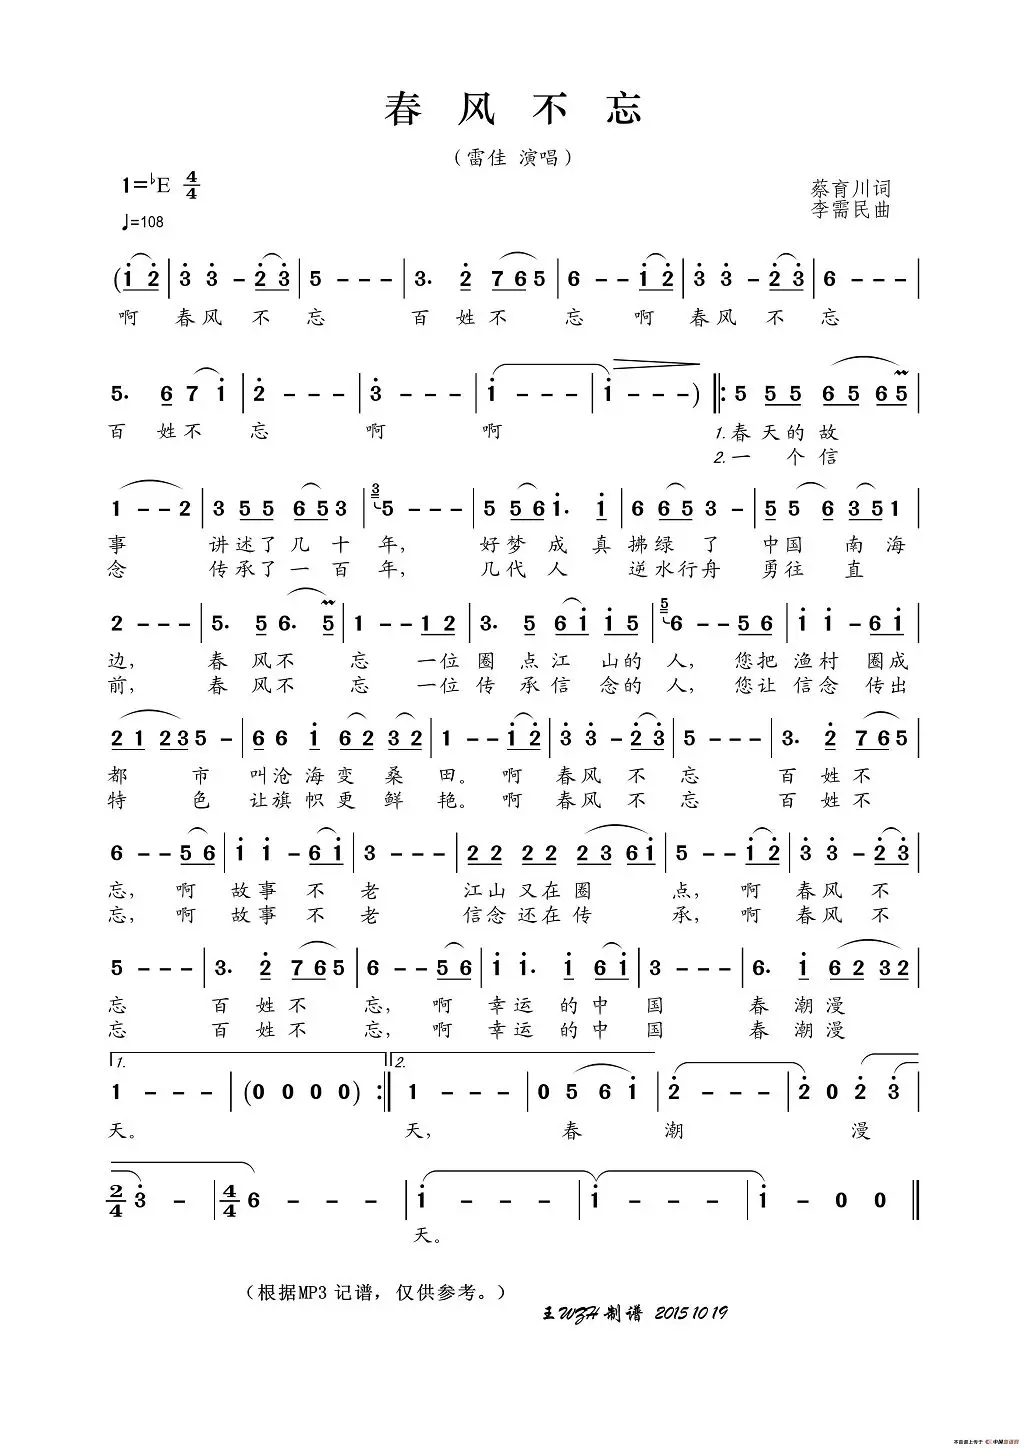 春 风 不 忘
（雷佳 演唱）
1=♭E 4/4
♩=108
蔡育川词
李需民曲
(1 2 | 3 3 - 2 3 | 5 - - - | 3. 2 7 6 5 | 6 - - 1 2 | 3 3 - 2 3 | 6 - - - |
啊 春风 不 忘 百姓不 忘 啊 春风 不 忘
5. 6 7 1 | 2 - - - | 3 - - - | 1 - - - | 1 - - - ) |: 5 5 5 6 5 6 5 |
百 姓不 忘 啊 啊 1.春天的故
2.一 个信
1 - - 2 | 3 5 5 6 5 3 | 3 5 - - - | 5 5 6 1. 1 | 6 6 5 3 - | 5 5 6 3 5 1 |
事 讲述了几十 年， 好梦 成 真 拂绿 了 中国 南 海
念 传承了一百 年， 几代 人 逆水行舟 勇往 直
2 - - - | 5. 5 6. 5 | 1 - - 1 2 | 3. 5 6 1 1 5 | 5 6 - - 5 6 | 1 1 - 6 1 |
边， 春 风不 忘 一位 圈 点江 山的 人， 您把 渔村 圈成
前， 春 风不 忘 一位 传 承信 念的 人， 您让 信念 传出
2 1 2 3 5 - | 6 6 1 6 2 3 2 | 1 - - 1 2 | 3 3 - 2 3 | 5 - - - | 3. 2 7 6 5 |
都 市 叫沧 海变 桑 田。 啊 春风 不 忘 百 姓 不
特 色 让旗 帜更 鲜 艳。 啊 春风 不 忘 百 姓 不
6 - - 5 6 | 1 1 - 6 1 | 3 - - - | 2 2 2 2 2 3 6 1 | 5 - - 1 2 | 3 3 - 2 3 |
忘， 啊 故事 不 老 江山 又在 圈 点， 啊 春风 不
忘， 啊 故事 不 老 信念 还在 传 承， 啊 春风 不
5 - - - | 3. 2 7 6 5 | 6 - - 5 6 | 1 1. 1 6 1 | 3 - - - | 6. 1 6 2 3 2 |
忘 百 姓 不 忘， 啊 幸运 的中 国 春 潮漫
忘 百 姓 不 忘， 啊 幸运 的中 国 春 潮漫
1. 2.
1 - - - | (0 0 0 0) :| 1 - - - | 0 5 6 1 | 2 - - - | 2 0 2 3 |
天。 天， 春 潮 漫
2/4 3 - | 4/4 6 - - - | 1 - - - | 1 - - - | 1 - 0 0 ‖
天。
（根据MP3 记谱，仅供参考。）
王WZH 制谱 2015 10 19